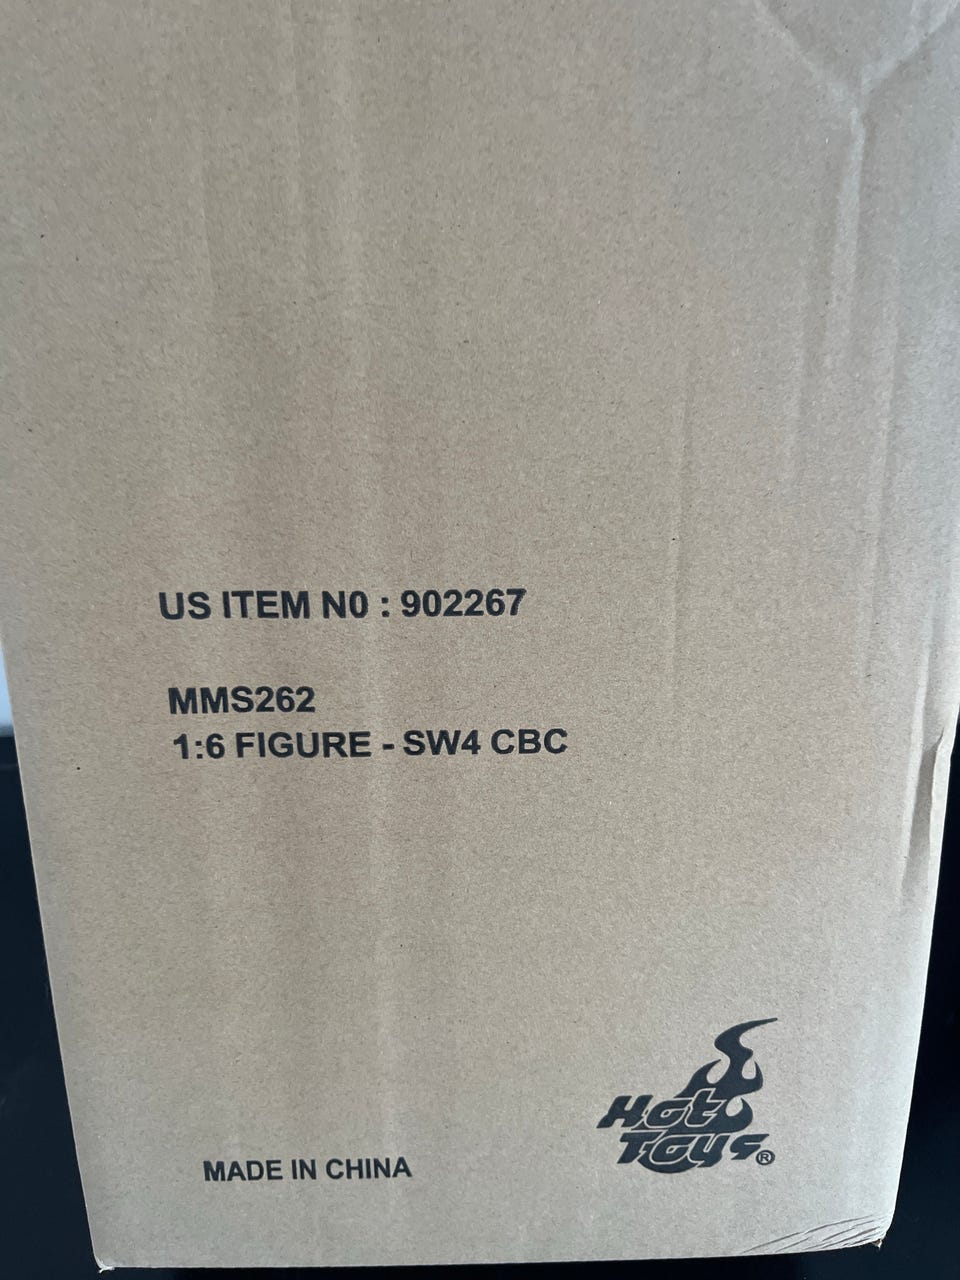 US ITEM N0 : 902267
MMS262
1:6 FIGURE - SW4 CBC
Hot
Toys®
MADE IN CHINA